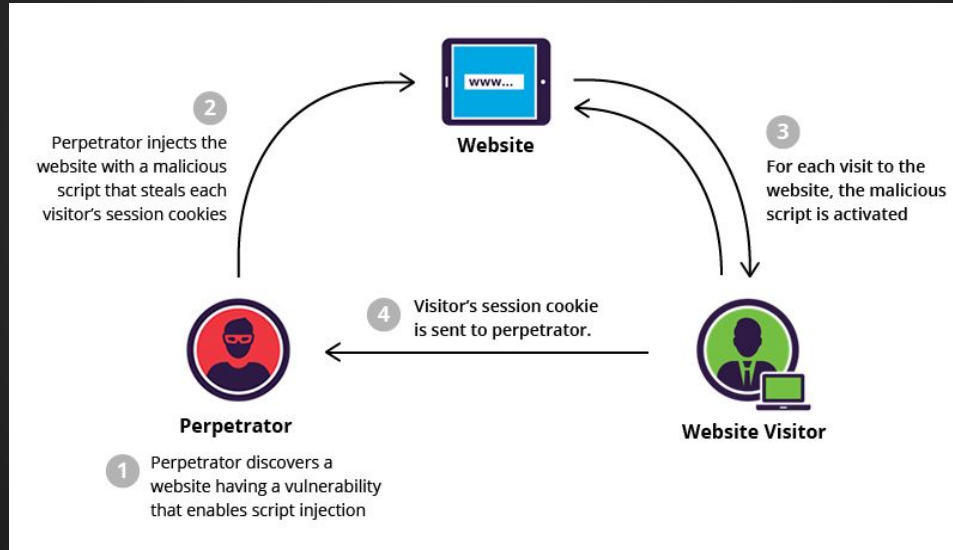 www...
Website
2
Perpetrator injects the
website with a malicious
script that steals each
visitor’s session cookies
3
For each visit to the
website, the malicious
script is activated
4
Visitor’s session cookie
is sent to perpetrator.
Perpetrator
Website Visitor
1
Perpetrator discovers a
website having a vulnerability
that enables script injection